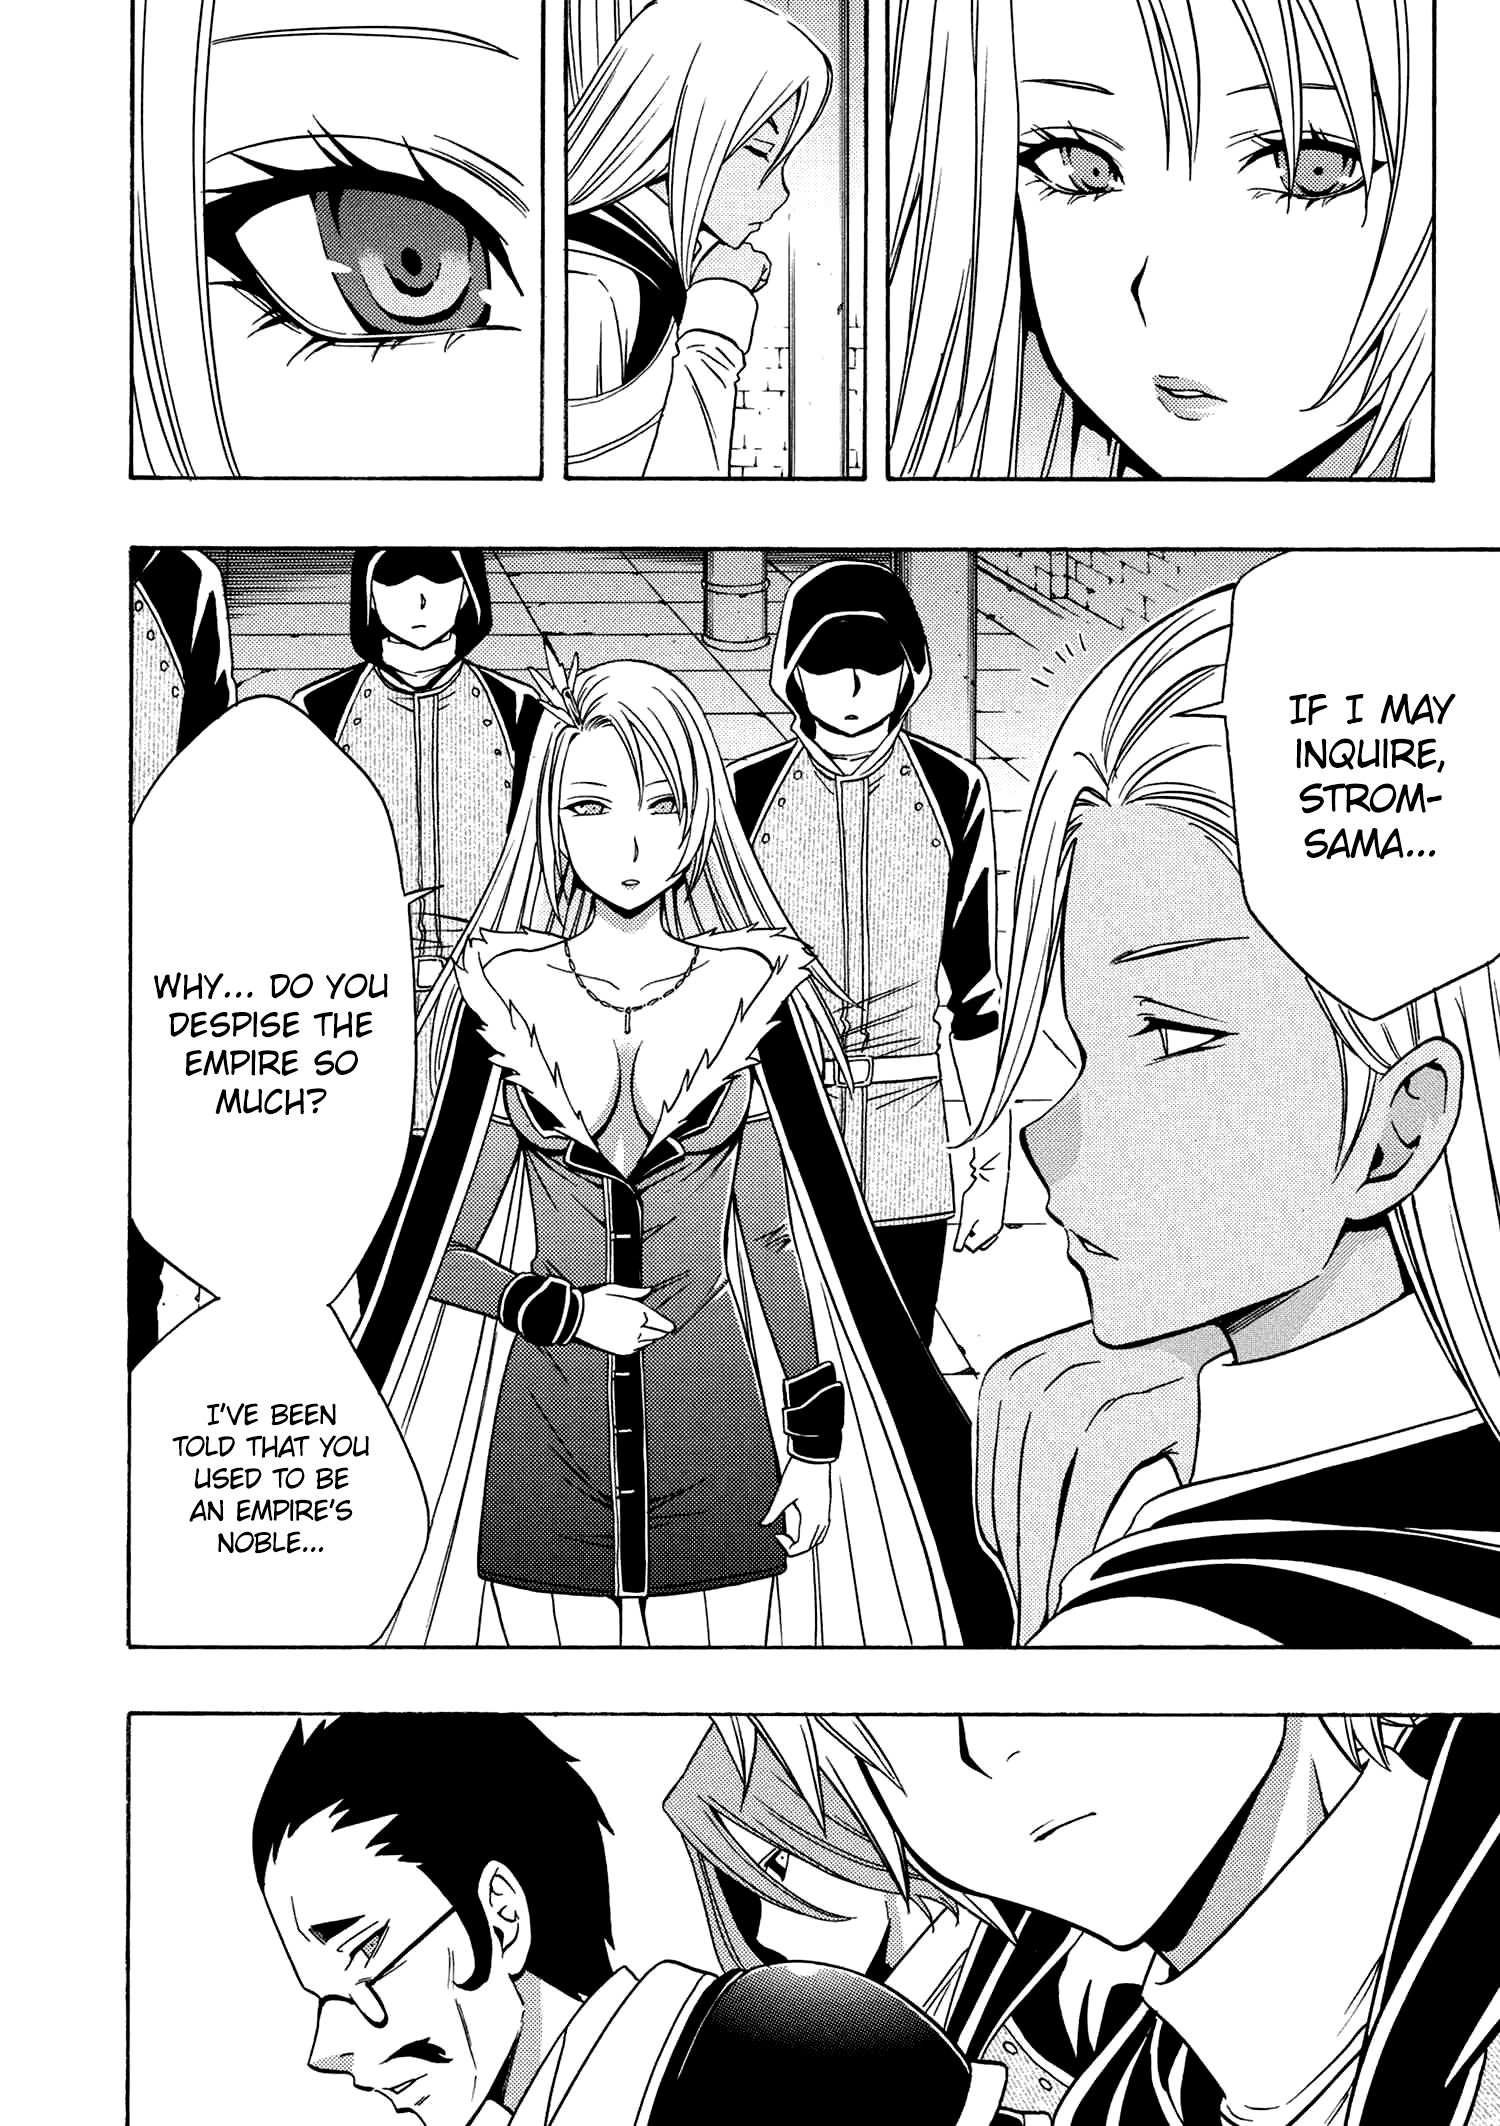 IF I MAY
INQUIRE,
STROM-
SAMA...
WHY... DO YOU
DESPISE THE
EMPIRE SO
MUCH?
I'VE BEEN
TOLD THAT YOU
USED TO BE
AN EMPIRE'S
NOBLE...